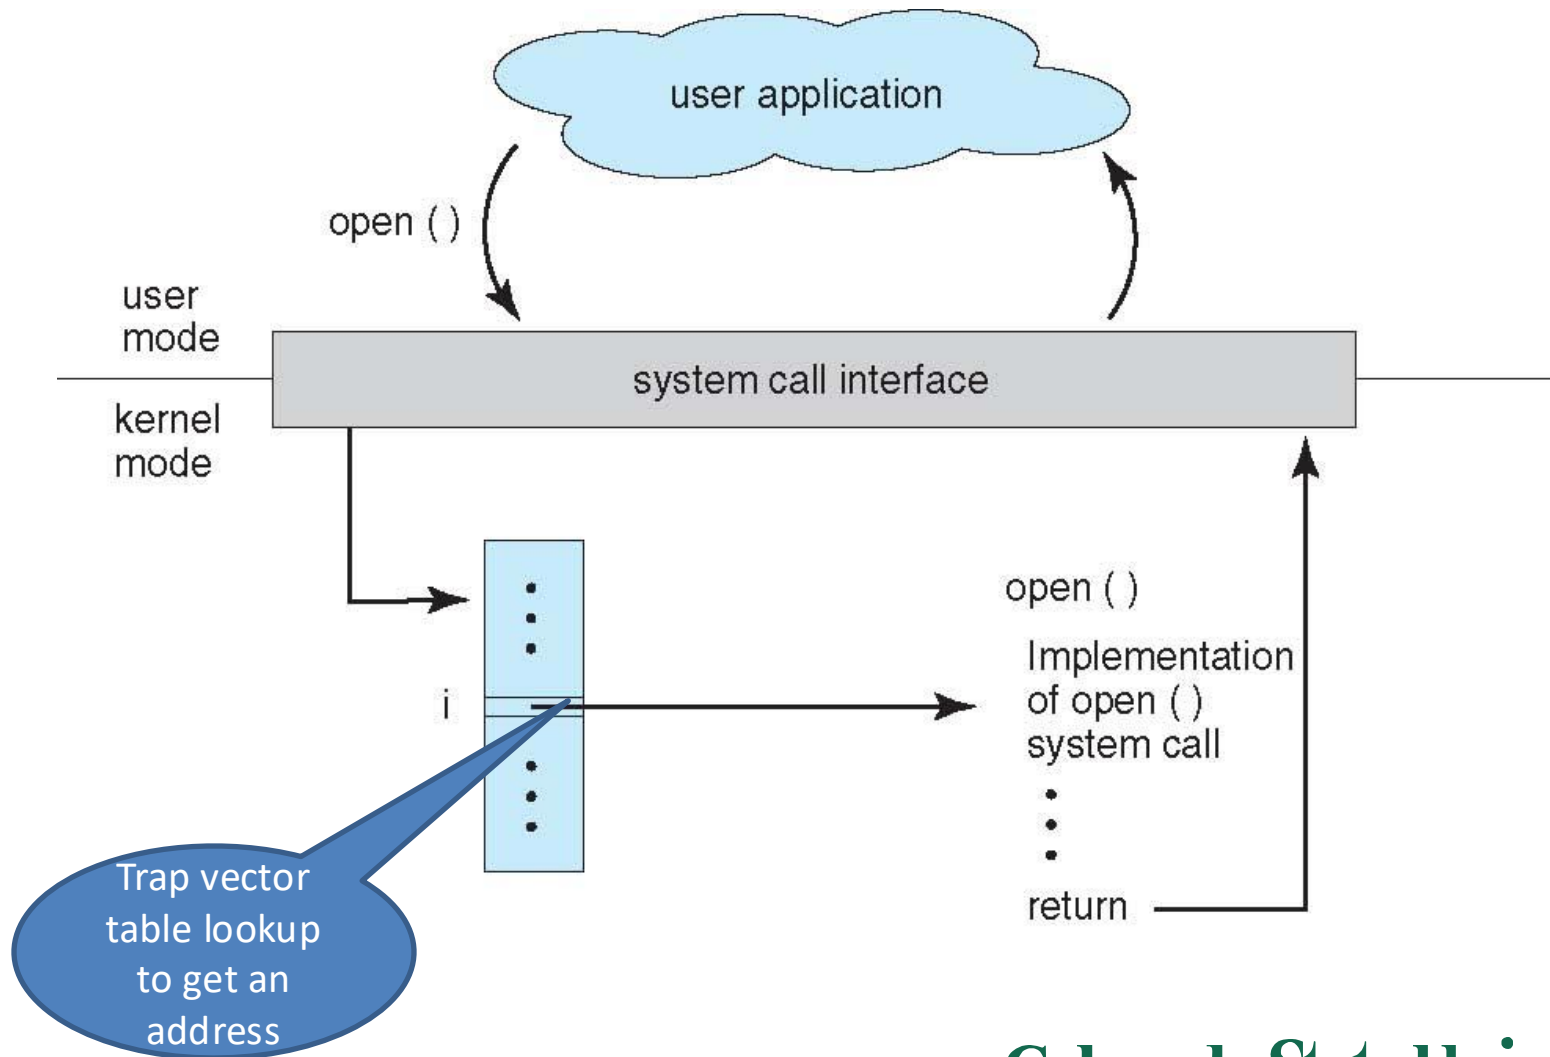 user application
open ( )
user
mode
system call interface
kernel
mode
open ( )
i
Implementation
of open ( )
system call
return
Trap vector
table lookup
to get an
address